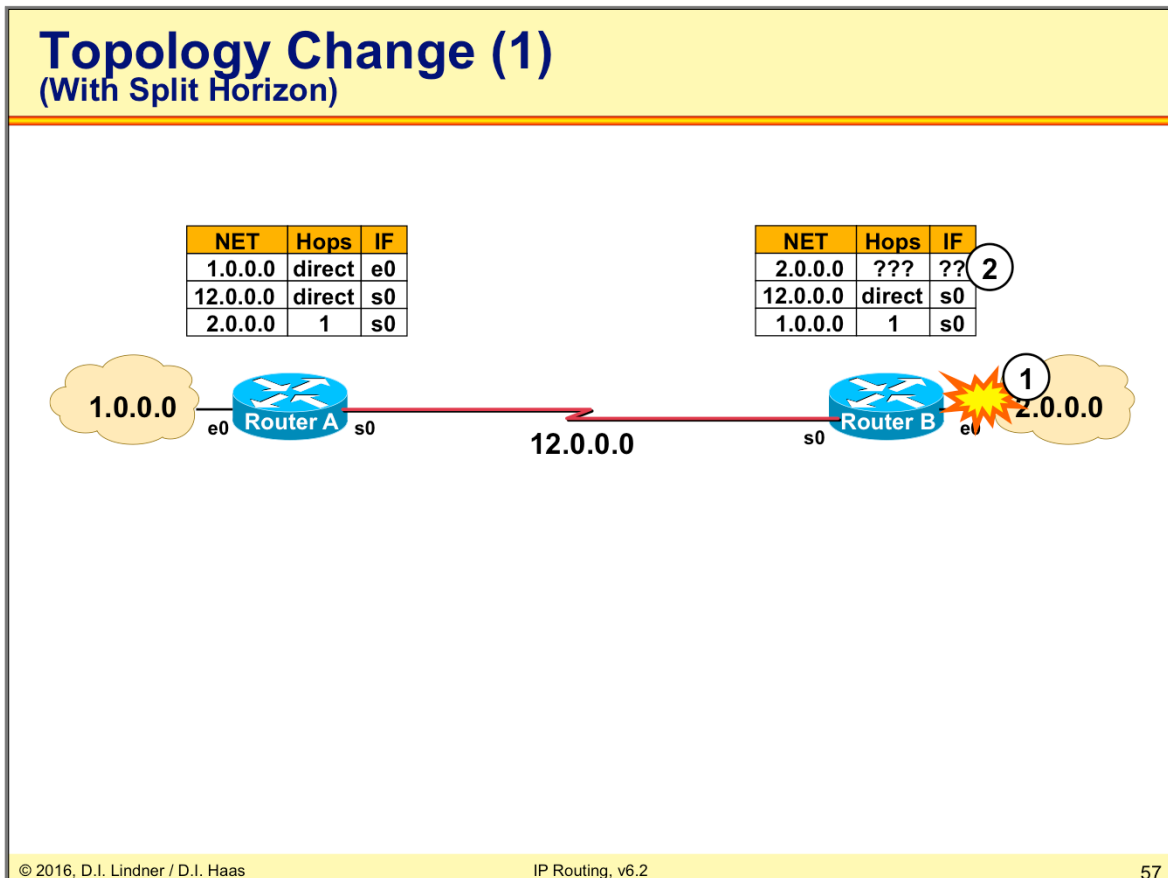 Topology Change (1)
(With Split Horizon)
NET Hops IF
1.0.0.0 direct e0
12.0.0.0 direct s0
2.0.0.0 1 s0
NET Hops IF
2.0.0.0 ??? ??
12.0.0.0 direct s0
1.0.0.0 1 s0
2
1
1.0.0.0
e0
Router A
s0
12.0.0.0
s0
Router B
e0
2.0.0.0
© 2016, D.I. Lindner / D.I. Haas
IP Routing, v6.2
57